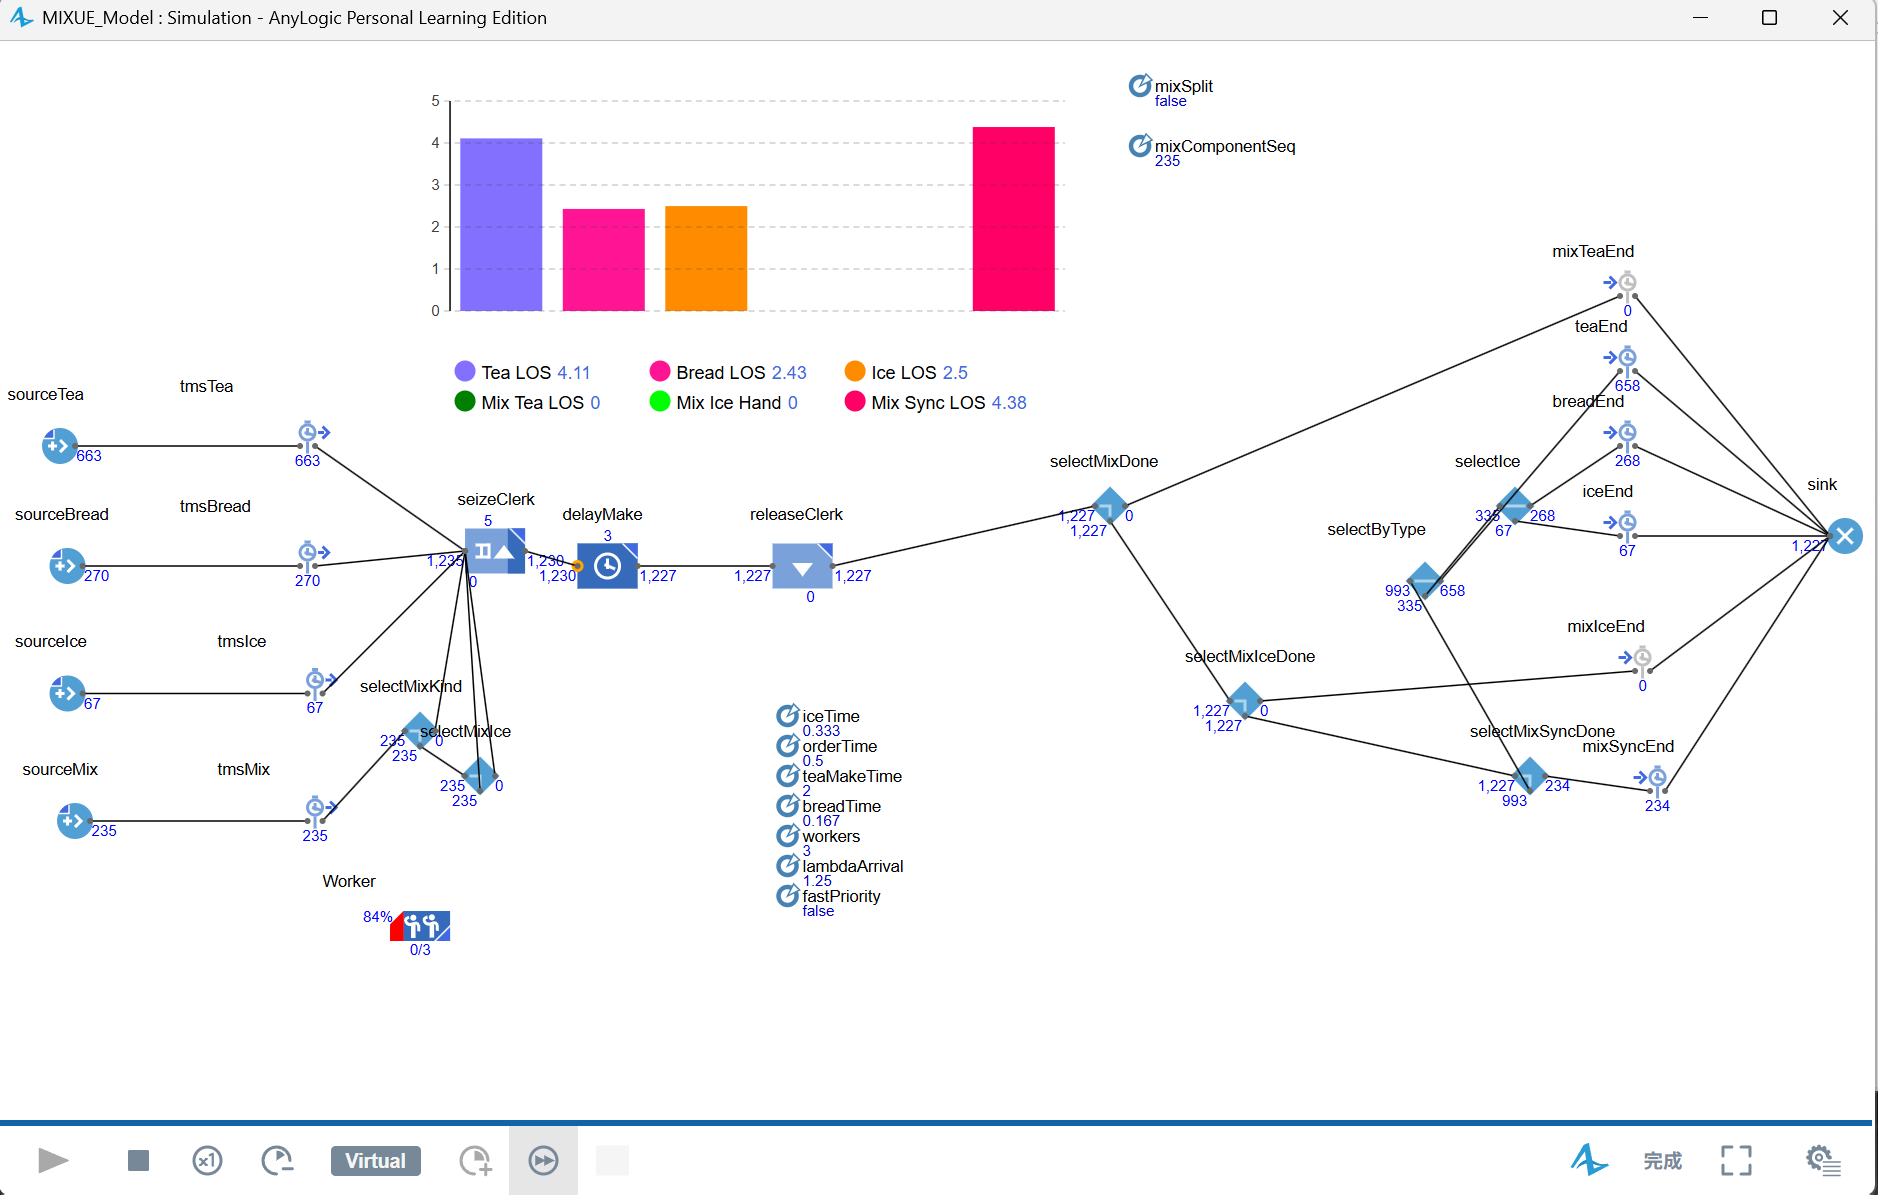 MIXUE_Model : Simulation - AnyLogic Personal Learning Edition
mixSplit
false
mixComponentSeq
235
5
4
3
2
1
0
Tea LOS 4.11
Bread LOS 2.43
Ice LOS 2.5
Mix Tea LOS 0
Mix Ice Hand 0
Mix Sync LOS 4.38
sourceTea
663
tmsTea
663
sourceBread
270
tmsBread
270
sourceIce
67
tmsIce
67
sourceMix
235
tmsMix
235
selectMixKind
235
0
235
selectMixIce
235
0
235
seizeClerk
5
1,235
1,230
0
delayMake
3
1,230
1,227
releaseClerk
1,227
1,227
0
Worker
84%
0/3
iceTime
0.333
orderTime
0.5
teaMakeTime
2
breadTime
0.167
workers
3
lambdaArrival
1.25
fastPriority
false
selectMixDone
1,227
0
1,227
selectMixIceDone
1,227
0
1,227
selectMixSyncDone
1,227
234
993
selectByType
993
658
335
selectIce
335
268
67
mixTeaEnd
0
teaEnd
658
breadEnd
268
iceEnd
67
mixIceEnd
0
mixSyncEnd
234
sink
1,227
x1
Virtual
完成